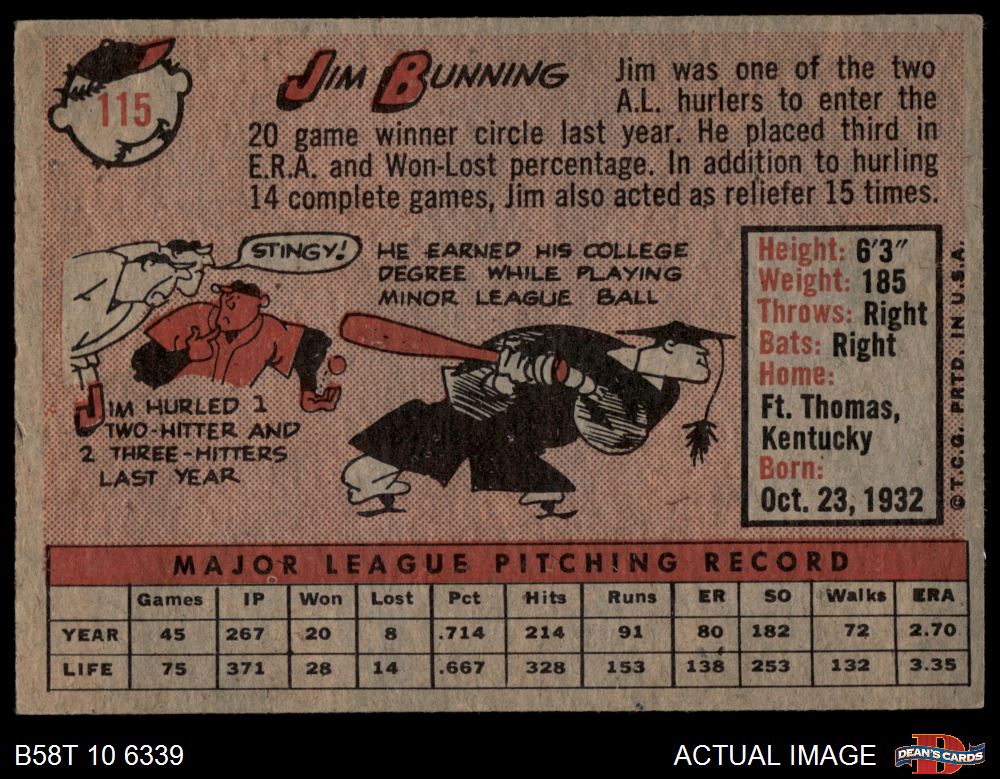 115
JIM BUNNING
Jim was one of the two
A.L. hurlers to enter the
20 game winner circle last year. He placed third in
E.R.A. and Won-Lost percentage. In addition to hurling
14 complete games, Jim also acted as reliefer 15 times.
STINGY!
HE EARNED HIS COLLEGE
DEGREE WHILE PLAYING
MINOR LEAGUE BALL
JIM HURLED 1
TWO-HITTER AND
2 THREE-HITTERS
LAST YEAR
Height: 6'3"
Weight: 185
Throws: Right
Bats: Right
Home:
Ft. Thomas,
Kentucky
Born:
Oct. 23, 1932
© T.C.G. PRTD. IN U.S.A.
MAJOR LEAGUE PITCHING RECORD
Games IP Won Lost Pct Hits Runs ER SO Walks ERA
YEAR 45 267 20 8 .714 214 91 80 182 72 2.70
LIFE 75 371 28 14 .667 328 153 138 253 132 3.35
B58T 10 6339
ACTUAL IMAGE
DEAN'S CARDS